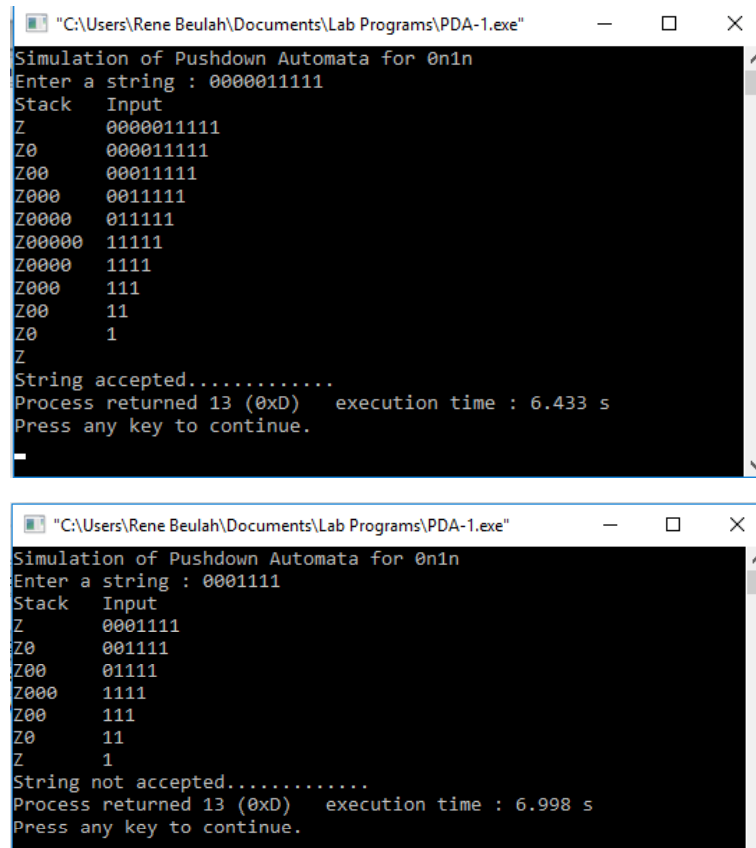 "C:\Users\Rene Beulah\Documents\Lab Programs\PDA-1.exe"
Simulation of Pushdown Automata for 0n1n
Enter a string : 0000011111
Stack Input
Z 0000011111
Z0 000011111
Z00 00011111
Z000 0011111
Z0000 011111
Z00000 11111
Z0000 1111
Z000 111
Z00 11
Z0 1
Z
String accepted.............
Process returned 13 (0xD) execution time : 6.433 s
Press any key to continue.
"C:\Users\Rene Beulah\Documents\Lab Programs\PDA-1.exe"
Simulation of Pushdown Automata for 0n1n
Enter a string : 0001111
Stack Input
Z 0001111
Z0 001111
Z00 01111
Z000 1111
Z00 111
Z0 11
Z 1
String not accepted.............
Process returned 13 (0xD) execution time : 6.998 s
Press any key to continue.